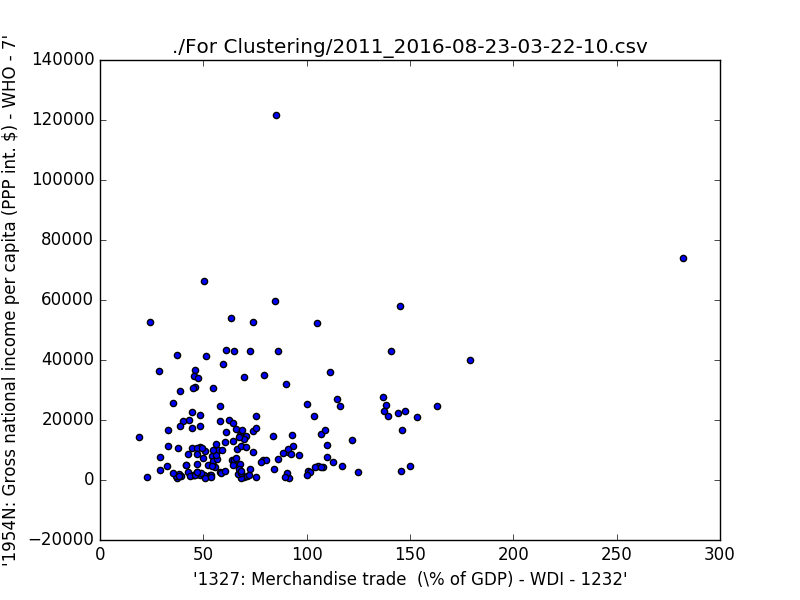 ./For Clustering/2011_2016-08-23-03-22-10.csv
'1954N: Gross national income per capita (PPP int. $) - WHO - 7'
140000
120000
100000
80000
60000
40000
20000
0
−20000
0 50 100 150 200 250 300
'1327: Merchandise trade  (\% of GDP) - WDI - 1232'